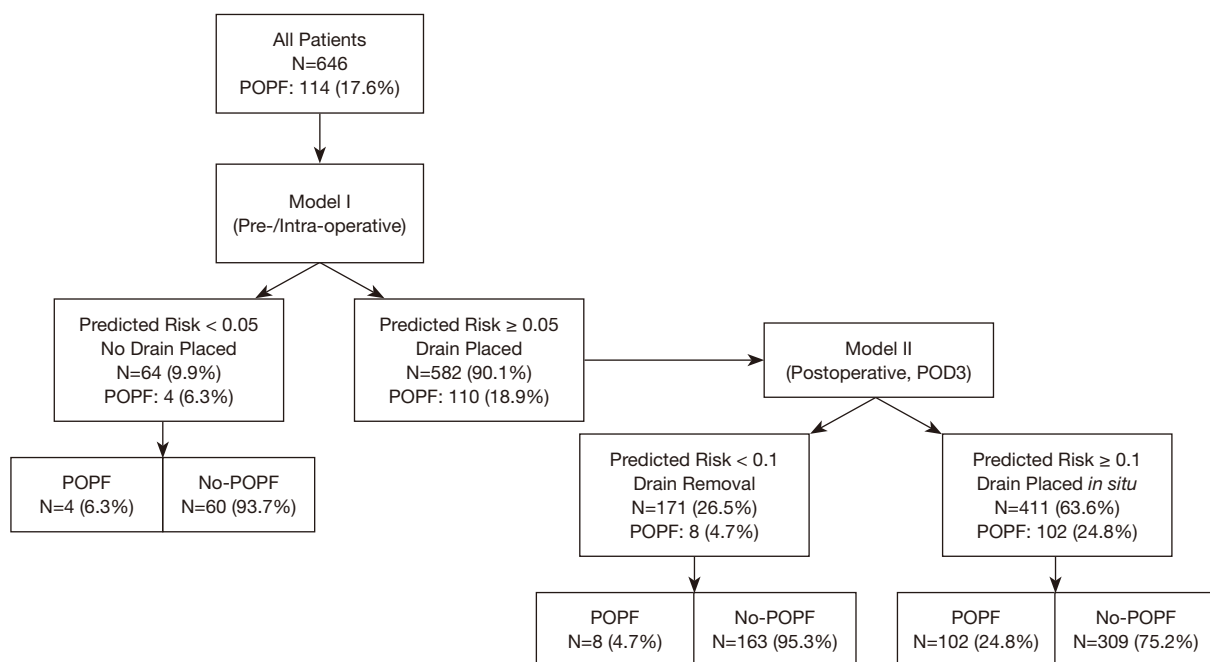 All Patients
N=646
POPF: 114 (17.6%)
Model I
(Pre-/Intra-operative)
Predicted Risk < 0.05
No Drain Placed
N=64 (9.9%)
POPF: 4 (6.3%)
Predicted Risk ≥ 0.05
Drain Placed
N=582 (90.1%)
POPF: 110 (18.9%)
Model II
(Postoperative, POD3)
POPF
N=4 (6.3%)
No-POPF
N=60 (93.7%)
Predicted Risk < 0.1
Drain Removal
N=171 (26.5%)
POPF: 8 (4.7%)
Predicted Risk ≥ 0.1
Drain Placed in situ
N=411 (63.6%)
POPF: 102 (24.8%)
POPF
N=8 (4.7%)
No-POPF
N=163 (95.3%)
POPF
N=102 (24.8%)
No-POPF
N=309 (75.2%)